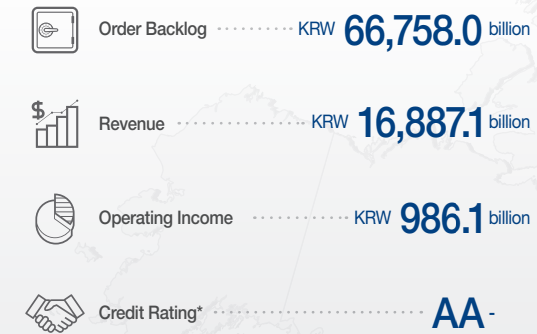 Order Backlog ········· KRW 66,758.0 billion
$
Revenue ··············· KRW 16,887.1 billion
Operating Income ············ KRW 986.1 billion
Credit Rating* ························ AA-